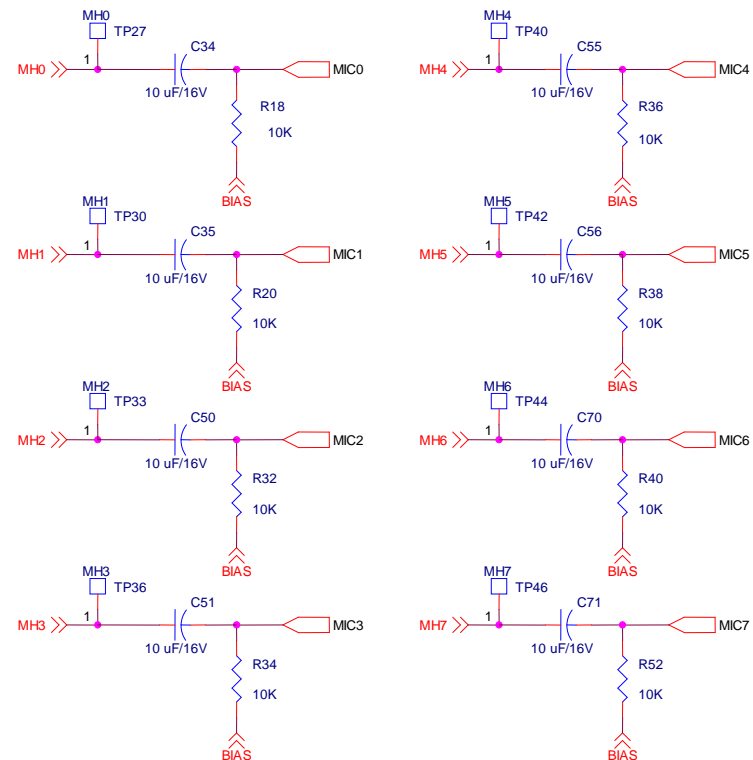 MH0
TP27
C34
MH0
1
MIC0
10 uF/16V
R18
10K
BIAS
MH4
TP40
C55
MH4
1
MIC4
10 uF/16V
R36
10K
BIAS
MH1
TP30
C35
MH1
1
MIC1
10 uF/16V
R20
10K
BIAS
MH5
TP42
C56
MH5
1
MIC5
10 uF/16V
R38
10K
BIAS
MH2
TP33
C50
MH2
1
MIC2
10 uF/16V
R32
10K
BIAS
MH6
TP44
C70
MH6
1
MIC6
10 uF/16V
R40
10K
BIAS
MH3
TP36
C51
MH3
1
MIC3
10 uF/16V
R34
10K
BIAS
MH7
TP46
C71
MH7
1
MIC7
10 uF/16V
R52
10K
BIAS